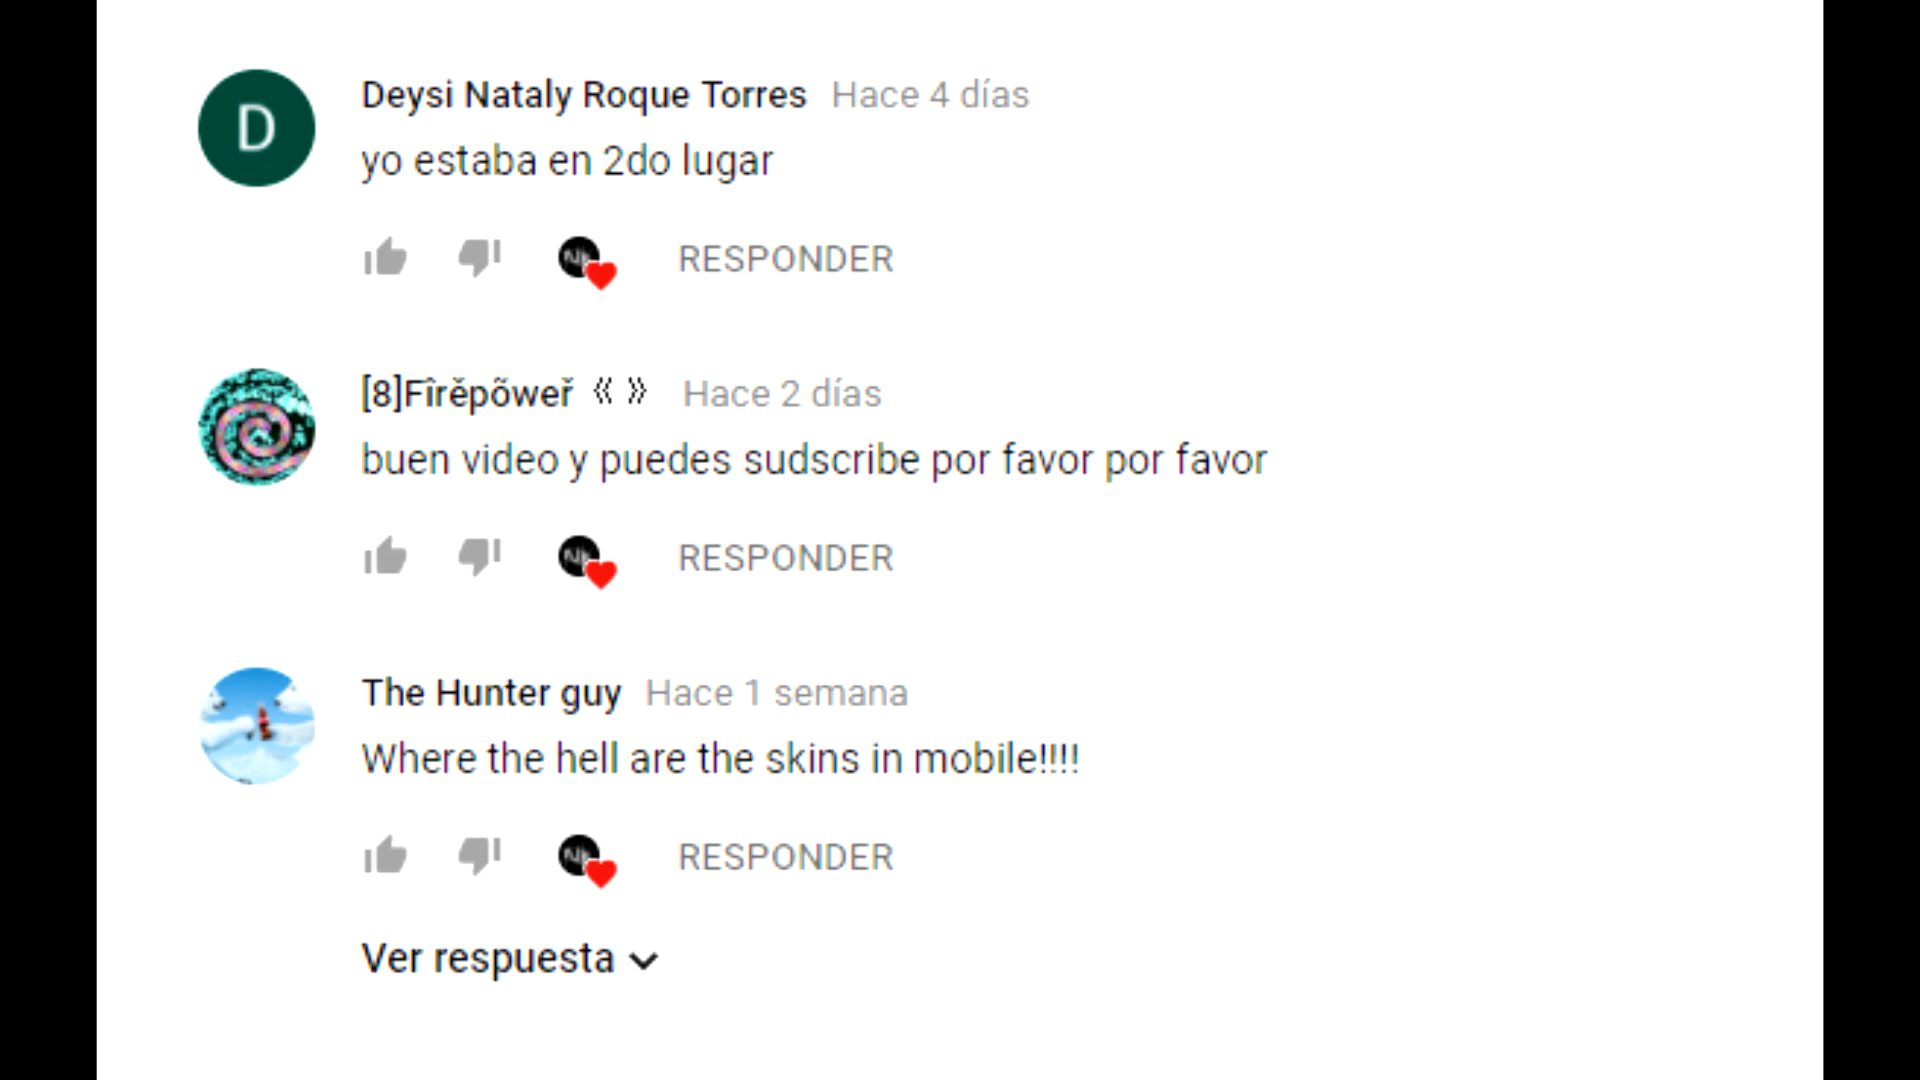 D
Deysi Nataly Roque Torres Hace 4 días
yo estaba en 2do lugar
RESPONDER
[8]Fîrěpõweř 《 》 Hace 2 días
buen video y puedes sudscribe por favor por favor
RESPONDER
The Hunter guy Hace 1 semana
Where the hell are the skins in mobile!!!!
RESPONDER
Ver respuesta